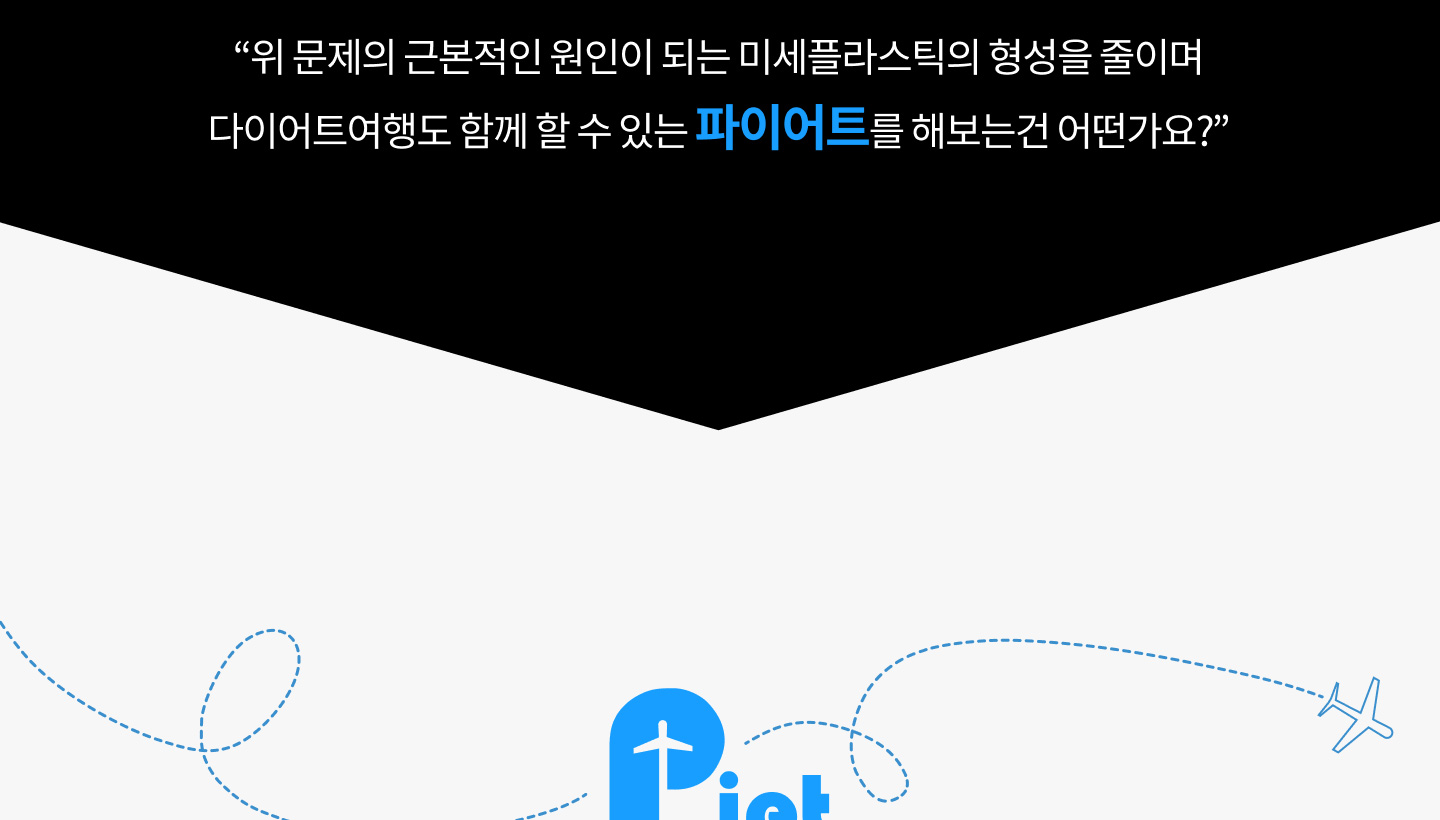 “위 문제의 근본적인 원인이 되는 미세플라스틱의 형성을 줄이며
다이어트여행도 함께 할 수 있는 파이어트를 해보는건 어떤가요?”
Piet